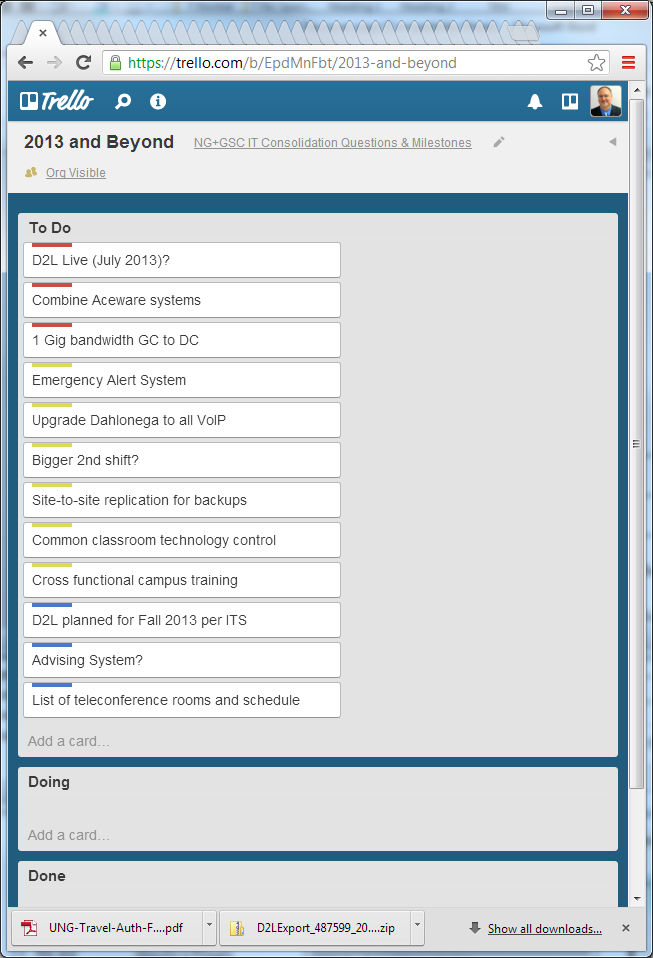 https://trello.com/b/EpdMnFbt/2013-and-beyond
Trello
2013 and Beyond NG+GSC IT Consolidation Questions & Milestones
Org Visible
To Do
D2L Live (July 2013)?
Combine Aceware systems
1 Gig bandwidth GC to DC
Emergency Alert System
Upgrade Dahlonega to all VoIP
Bigger 2nd shift?
Site-to-site replication for backups
Common classroom technology control
Cross functional campus training
D2L planned for Fall 2013 per ITS
Advising System?
List of teleconference rooms and schedule
Add a card...
Doing
Add a card...
Done
UNG-Travel-Auth-F....pdf D2LExport_487599_20....zip Show all downloads...